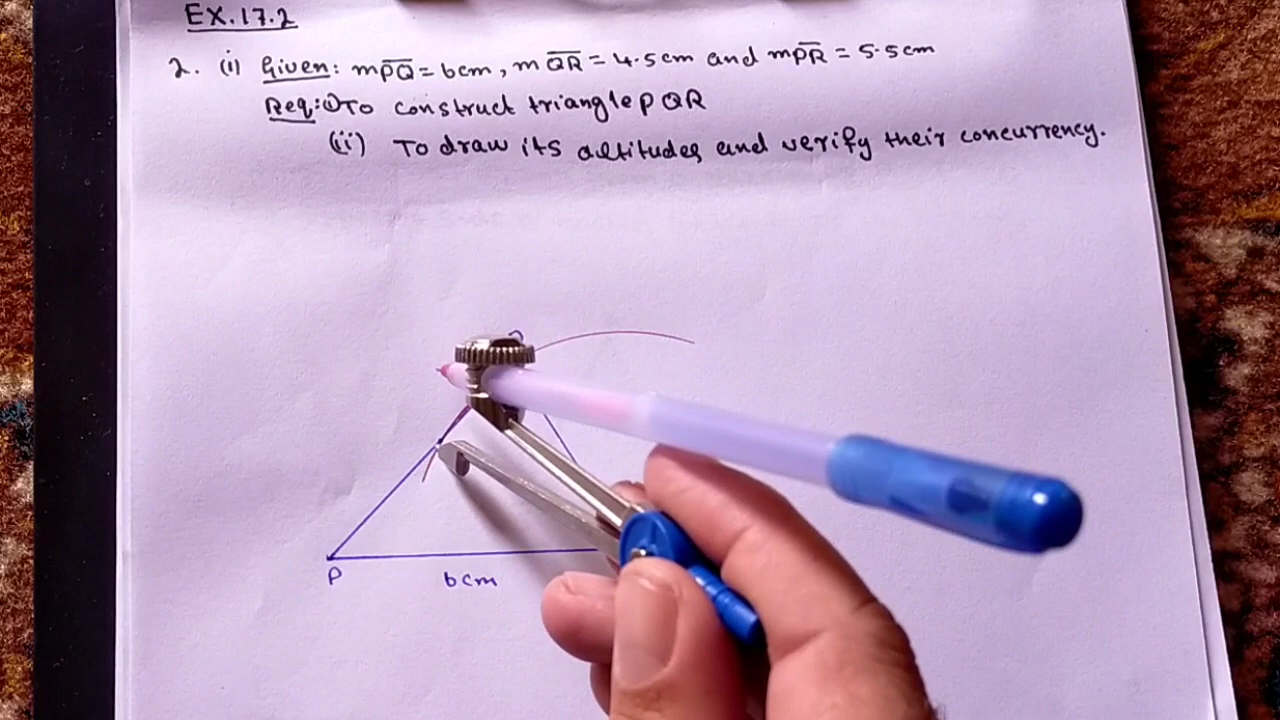 EX.17.2
2. (i) Given: mPQ = 6cm, mQR = 4.5cm and mPR = 5.5cm
Req:(i) To construct triangle PQR
(ii) To draw its altitudes and verify their concurrency.
P
6cm